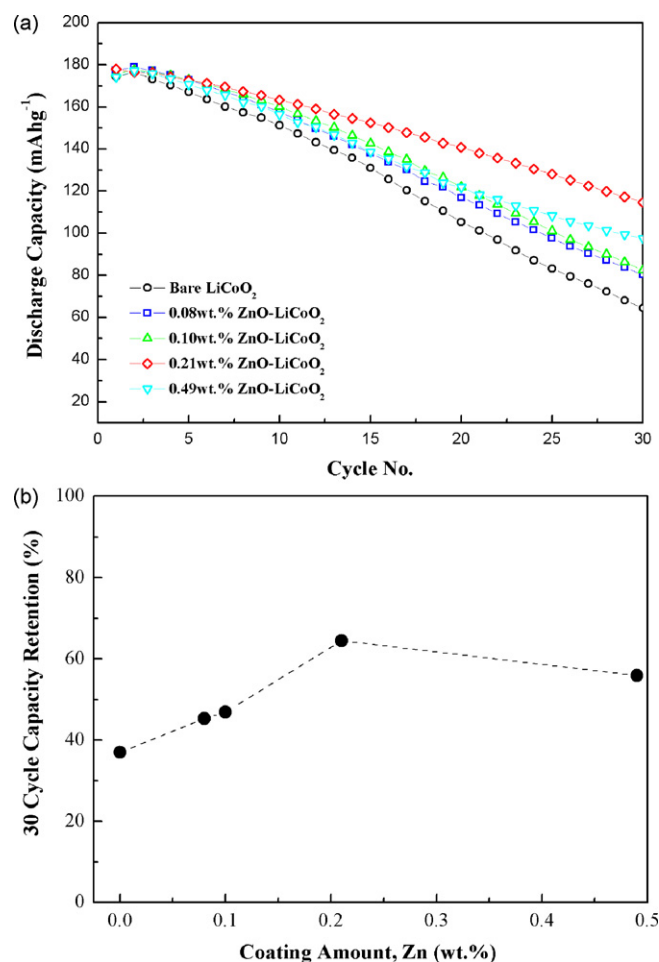 (a)
200
180
160
140
120
100
80
60
40
20
Discharge Capacity (mAhg⁻¹)
Bare LiCoO₂
0.08wt.% ZnO-LiCoO₂
0.10wt.% ZnO-LiCoO₂
0.21wt.% ZnO-LiCoO₂
0.49wt.% ZnO-LiCoO₂
0 5 10 15 20 25 30
Cycle No.
(b)
100
80
60
40
20
0
30 Cycle Capacity Retention (%)
0.0 0.1 0.2 0.3 0.4 0.5
Coating Amount, Zn (wt.%)